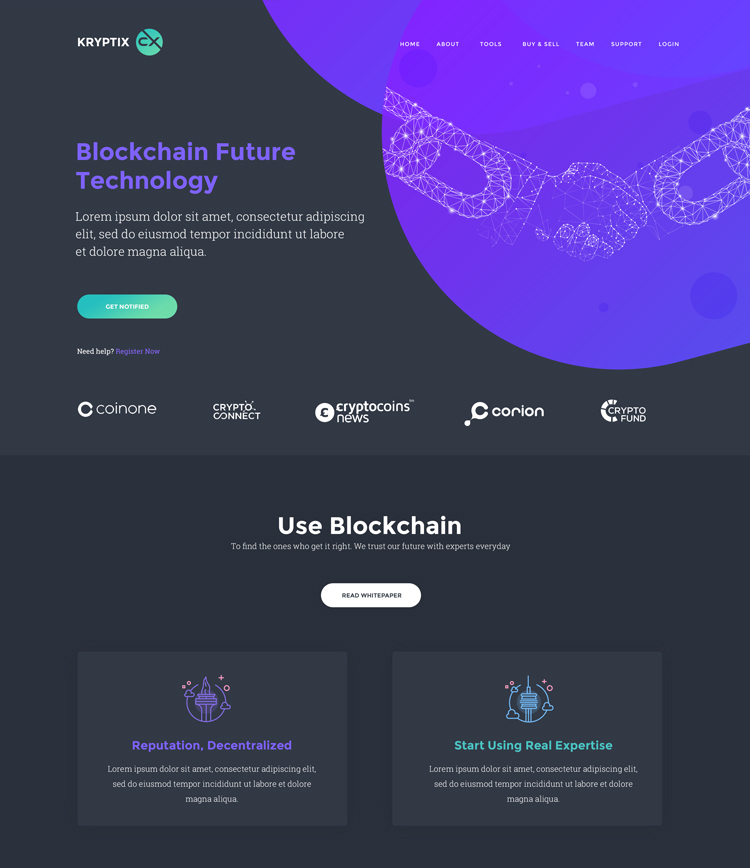 KRYPTIX
HOME ABOUT TOOLS BUY & SELL TEAM SUPPORT LOGIN
Blockchain Future
Technology
Lorem ipsum dolor sit amet, consectetur adipiscing
elit, sed do eiusmod tempor incididunt ut labore
et dolore magna aliqua.
GET NOTIFIED
Need help? Register Now
coinone
CRYPTO
CONNECT
cryptocoins
news
corion
CRYPTO
FUND
Use Blockchain
To find the ones who get it right. We trust our future with experts everyday
READ WHITEPAPER
Reputation, Decentralized
Lorem ipsum dolor sit amet, consectetur adipiscing elit,
sed do eiusmod tempor incididunt ut labore et dolore
magna aliqua.
Start Using Real Expertise
Lorem ipsum dolor sit amet, consectetur adipiscing elit,
sed do eiusmod tempor incididunt ut labore et dolore
magna aliqua.